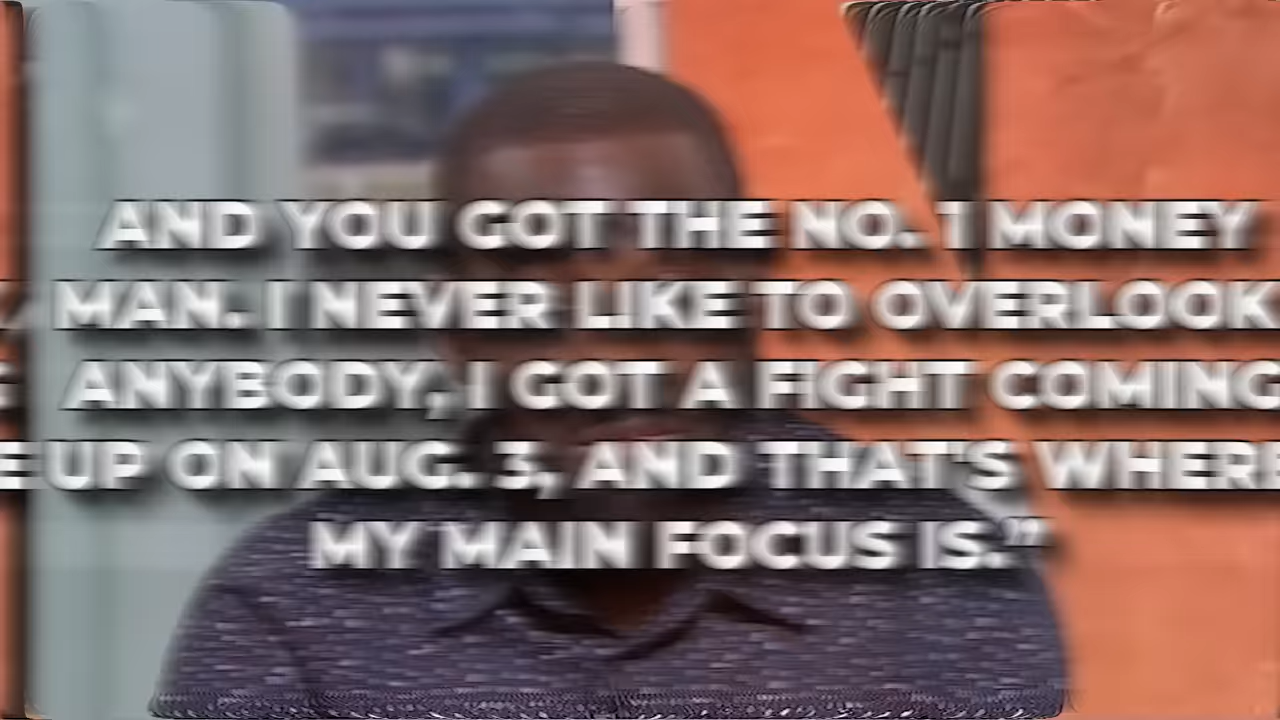 AND YOU GOT THE NO. 1 MONEY
MAN. I NEVER LIKE TO OVERLOOK
ANYBODY, I GOT A FIGHT COMING
UP ON AUG. 3, AND THAT'S WHERE
MY MAIN FOCUS IS.”